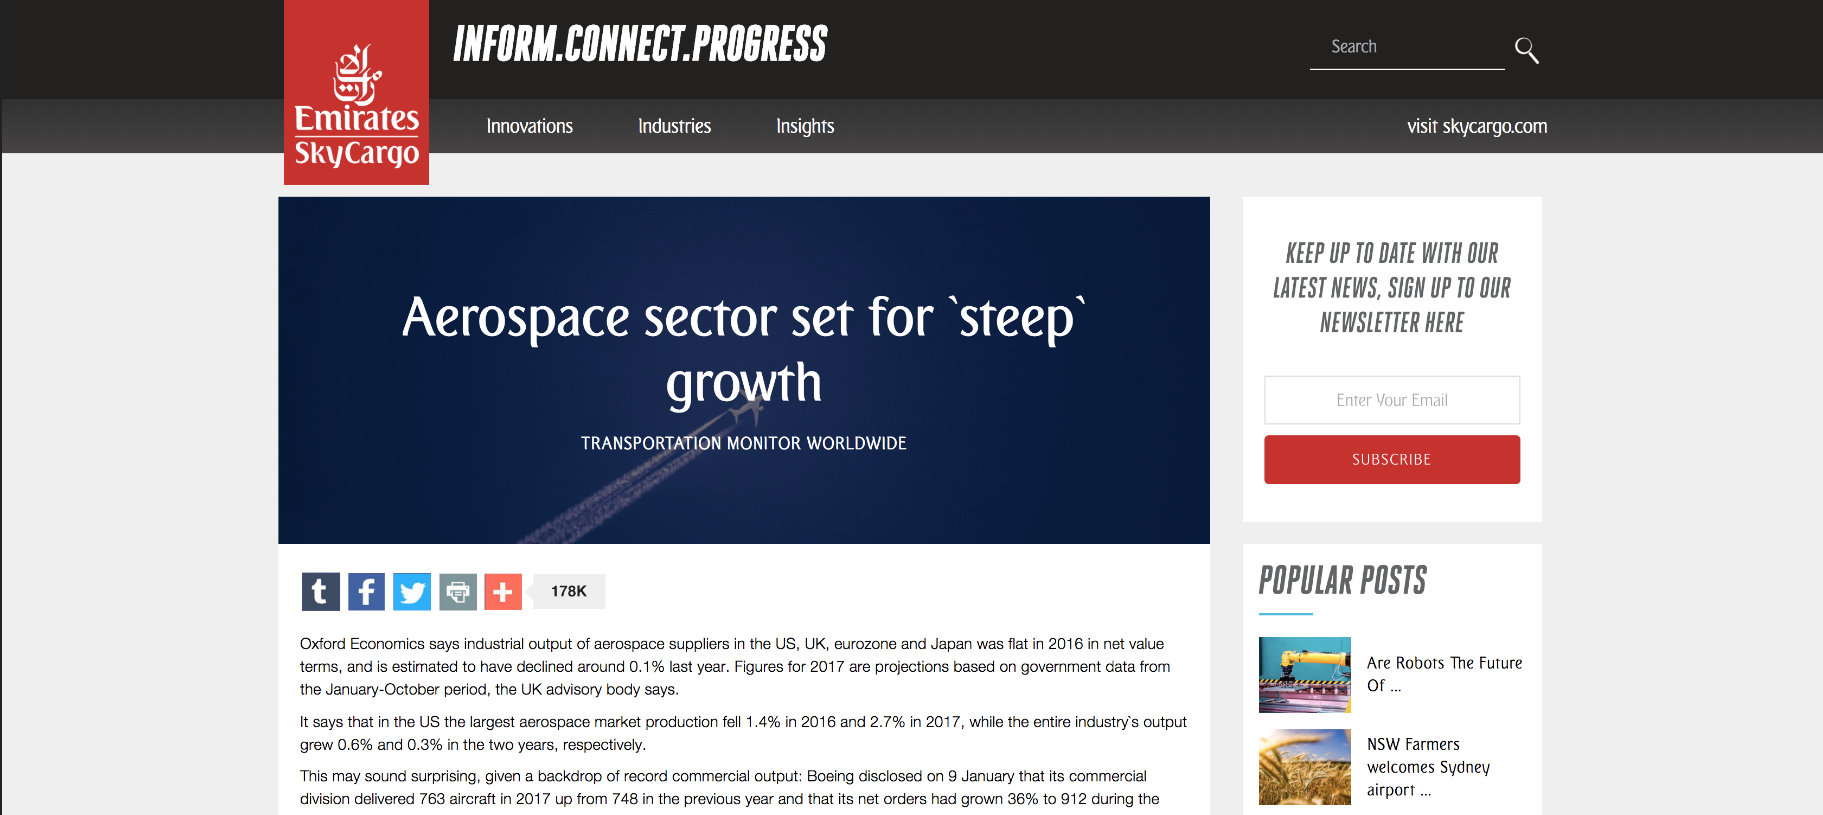 INFORM.CONNECT.PROGRESS
Search
Emirates
SkyCargo
Innovations
Industries
Insights
visit skycargo.com
Aerospace sector set for `steep`
growth
TRANSPORTATION MONITOR WORLDWIDE
178K
Oxford Economics says industrial output of aerospace suppliers in the US, UK, eurozone and Japan was flat in 2016 in net value
terms, and is estimated to have declined around 0.1% last year. Figures for 2017 are projections based on government data from
the January-October period, the UK advisory body says.
It says that in the US the largest aerospace market production fell 1.4% in 2016 and 2.7% in 2017, while the entire industry`s output
grew 0.6% and 0.3% in the two years, respectively.
This may sound surprising, given a backdrop of record commercial output: Boeing disclosed on 9 January that its commercial
division delivered 763 aircraft in 2017 up from 748 in the previous year and that its net orders had grown 36% to 912 during the
KEEP UP TO DATE WITH OUR
LATEST NEWS, SIGN UP TO OUR
NEWSLETTER HERE
Enter Your Email
SUBSCRIBE
POPULAR POSTS
Are Robots The Future
Of ...
NSW Farmers
welcomes Sydney
airport ...